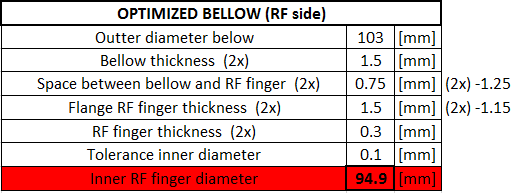 OPTIMIZED BELLOW (RF side)
Outter diameter below 103 [mm]
Bellow thickness (2x) 1.5 [mm]
Space between bellow and RF finger (2x) 0.75 [mm] (2x) -1.25
Flange RF finger thickness (2x) 1.5 [mm] (2x) -1.15
RF finger thickness (2x) 0.3 [mm]
Tolerance inner diameter 0.1 [mm]
Inner RF finger diameter 94.9 [mm]